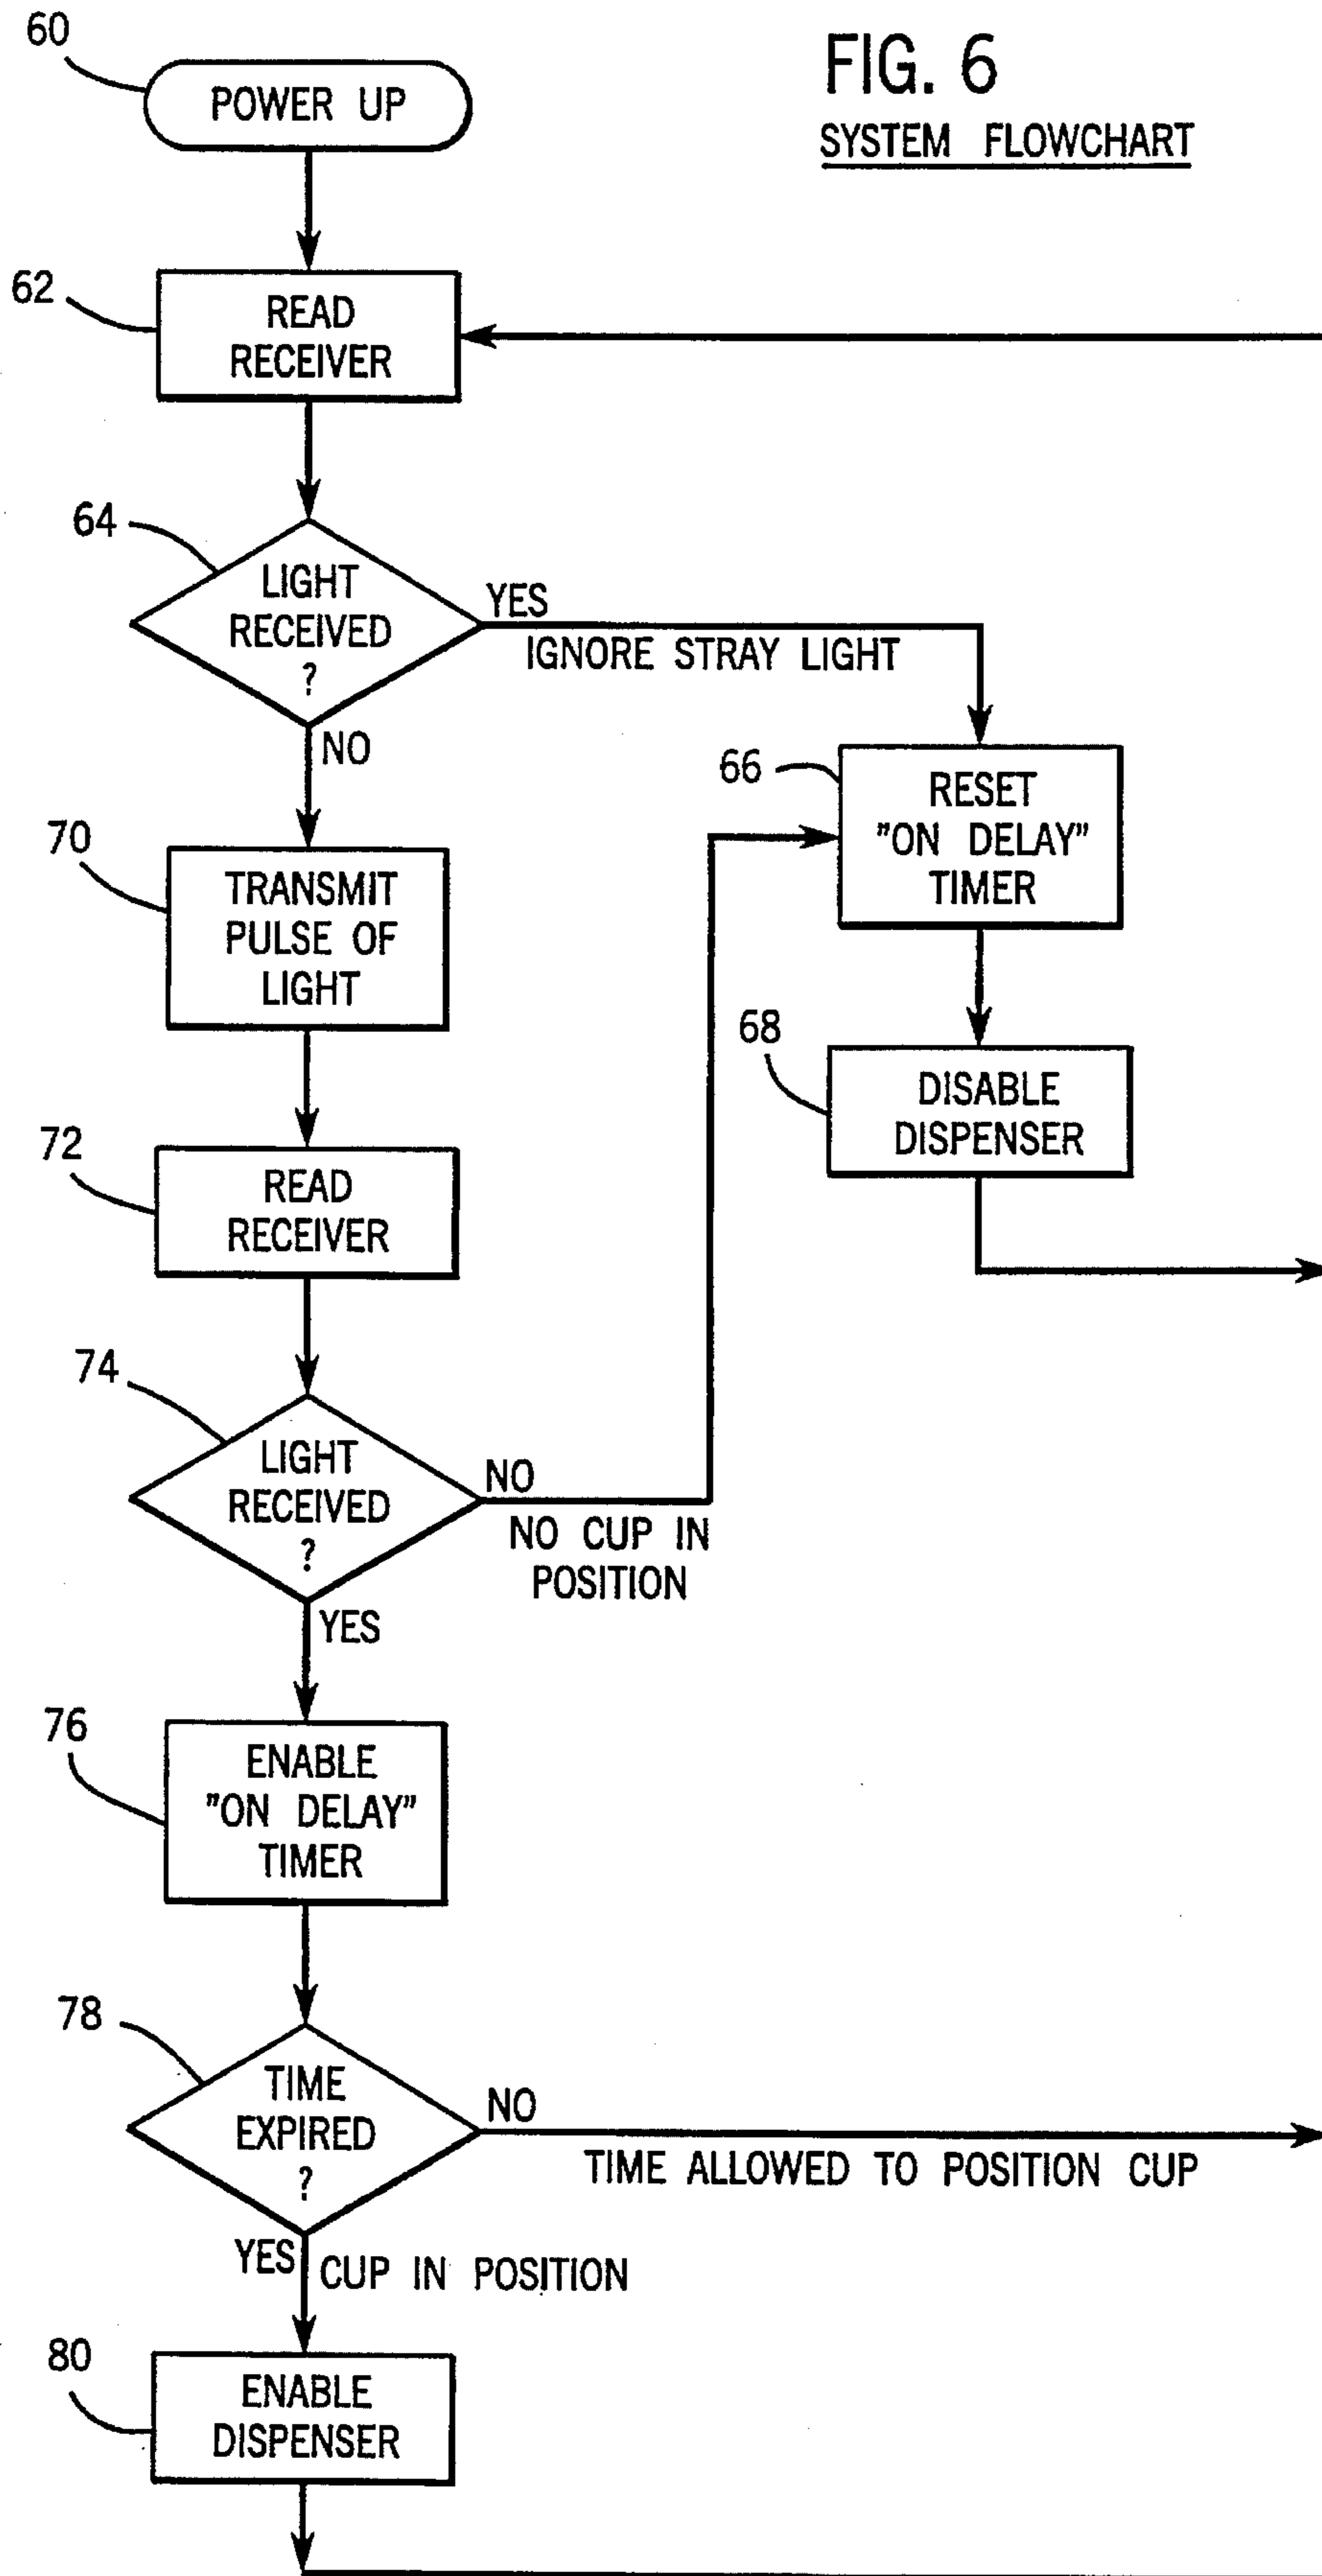 FIG. 6
SYSTEM FLOWCHART
60
POWER UP
62
READ
RECEIVER
64
LIGHT
RECEIVED
?
YES
IGNORE STRAY LIGHT
NO
66
RESET
"ON DELAY"
TIMER
70
TRANSMIT
PULSE OF
LIGHT
68
DISABLE
DISPENSER
72
READ
RECEIVER
74
LIGHT
RECEIVED
?
NO
NO CUP IN
POSITION
YES
76
ENABLE
"ON DELAY"
TIMER
78
TIME
EXPIRED
?
NO
TIME ALLOWED TO POSITION CUP
YES
CUP IN POSITION
80
ENABLE
DISPENSER